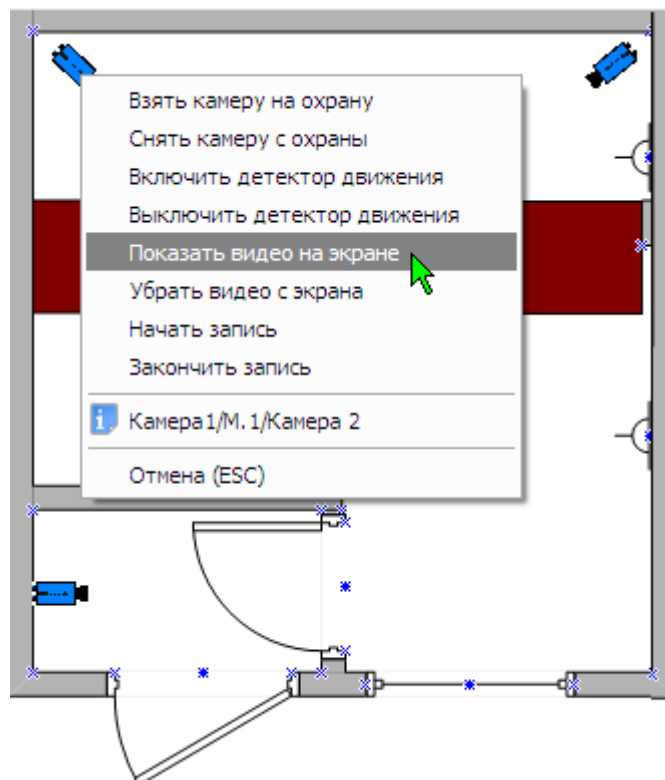 Взять камеру на охрану
Снять камеру с охраны
Включить детектор движения
Выключить детектор движения
Показать видео на экране
Убрать видео с экрана
Начать запись
Закончить запись
Камера1/М.1/Камера 2
Отмена (ESC)